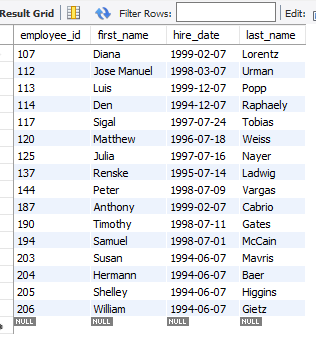 Result Grid Filter Rows: Edit:
employee_id first_name hire_date last_name
107 Diana 1999-02-07 Lorentz
112 Jose Manuel 1998-03-07 Urman
113 Luis 1999-12-07 Popp
114 Den 1994-12-07 Raphaely
117 Sigal 1997-07-24 Tobias
120 Matthew 1996-07-18 Weiss
125 Julia 1997-07-16 Nayer
137 Renske 1995-07-14 Ladwig
144 Peter 1998-07-09 Vargas
187 Anthony 1999-02-07 Cabrio
190 Timothy 1998-07-11 Gates
194 Samuel 1998-07-01 McCain
203 Susan 1994-06-07 Mavris
204 Hermann 1994-06-07 Baer
205 Shelley 1994-06-07 Higgins
206 William 1994-06-07 Gietz
NULL NULL NULL NULL